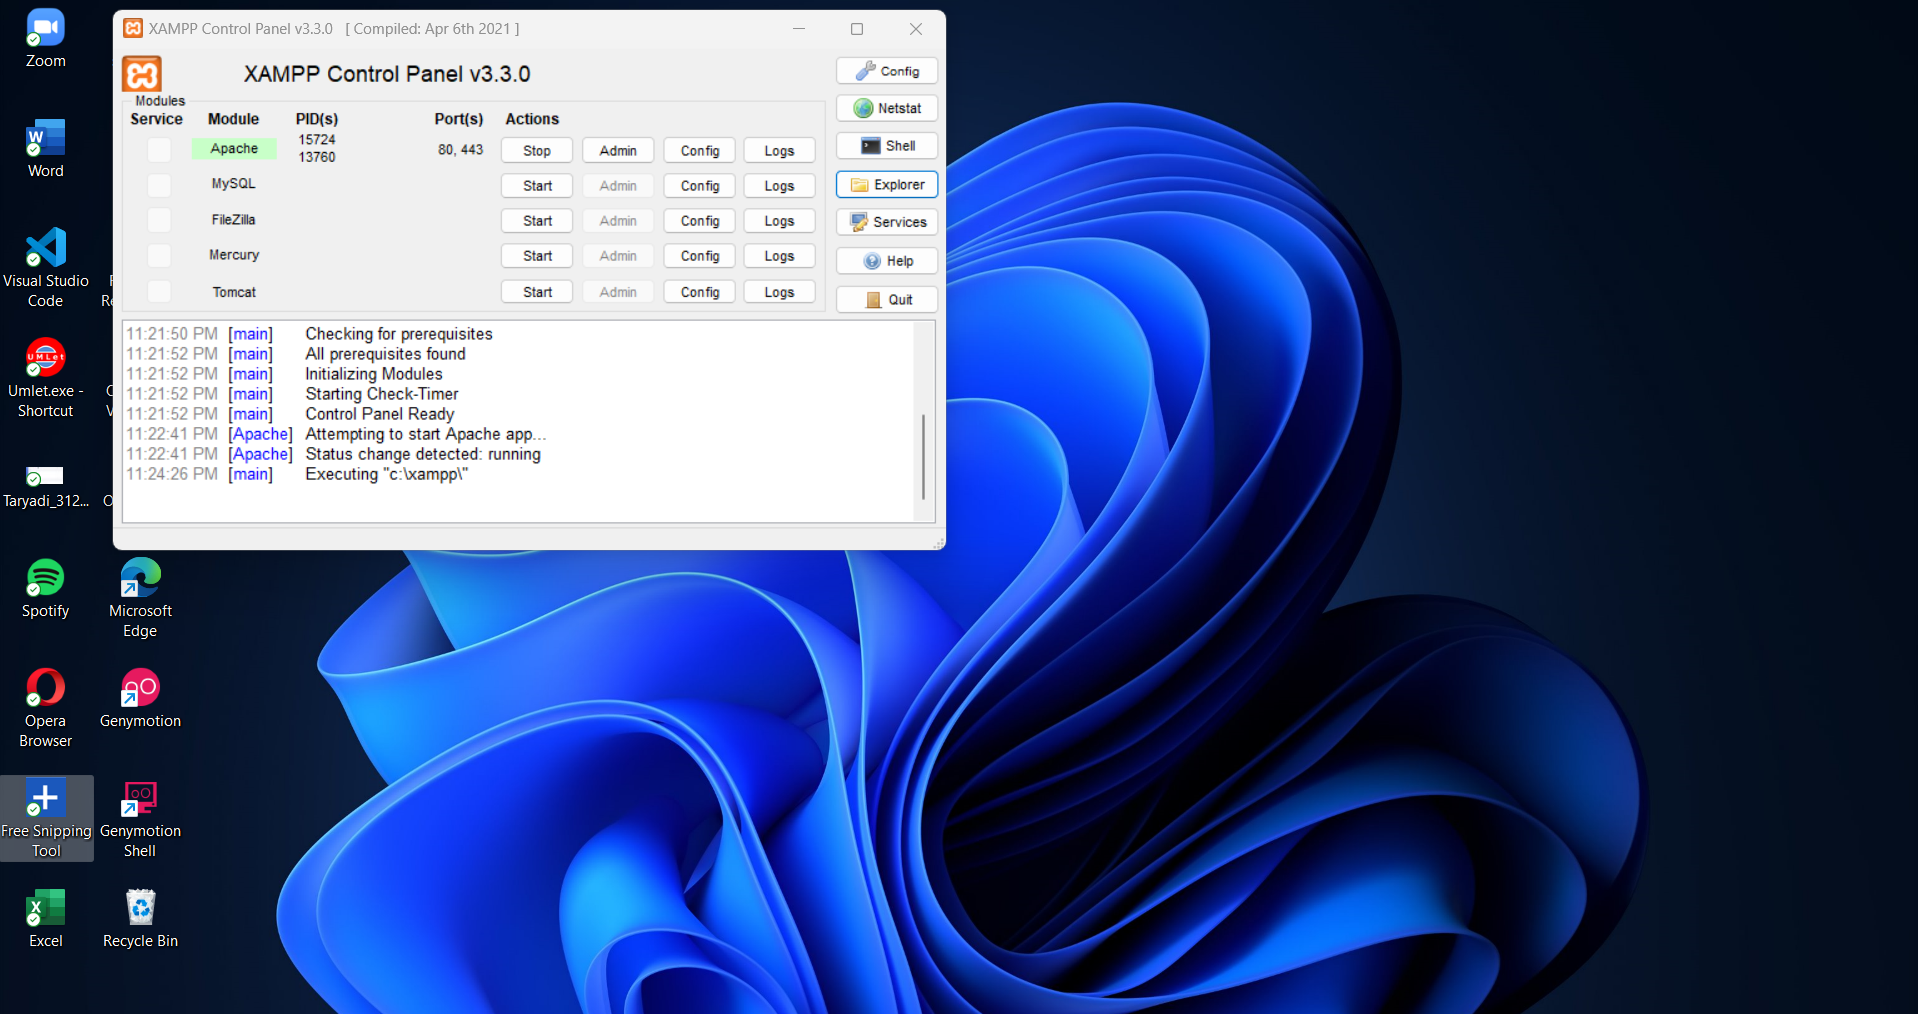 XAMPP Control Panel v3.3.0 [ Compiled: Apr 6th 2021 ]
XAMPP Control Panel v3.3.0
Modules
Service Module PID(s) Port(s) Actions
Apache 15724 13760 80, 443 Stop Admin Config Logs
MySQL Start Admin Config Logs
FileZilla Start Admin Config Logs
Mercury Start Admin Config Logs
Tomcat Start Admin Config Logs
Config
Netstat
Shell
Explorer
Services
Help
Quit
11:21:50 PM [main] Checking for prerequisites
11:21:52 PM [main] All prerequisites found
11:21:52 PM [main] Initializing Modules
11:21:52 PM [main] Starting Check-Timer
11:21:52 PM [main] Control Panel Ready
11:22:41 PM [Apache] Attempting to start Apache app...
11:22:41 PM [Apache] Status change detected: running
11:24:26 PM [main] Executing "c:\xampp\"
Zoom
Word
Visual Studio
Code
UMLet
Umlet.exe -
Shortcut
Taryadi_312...
Spotify
Microsoft
Edge
Opera
Browser
Genymotion
Free Snipping
Tool
Genymotion
Shell
Excel
Recycle Bin